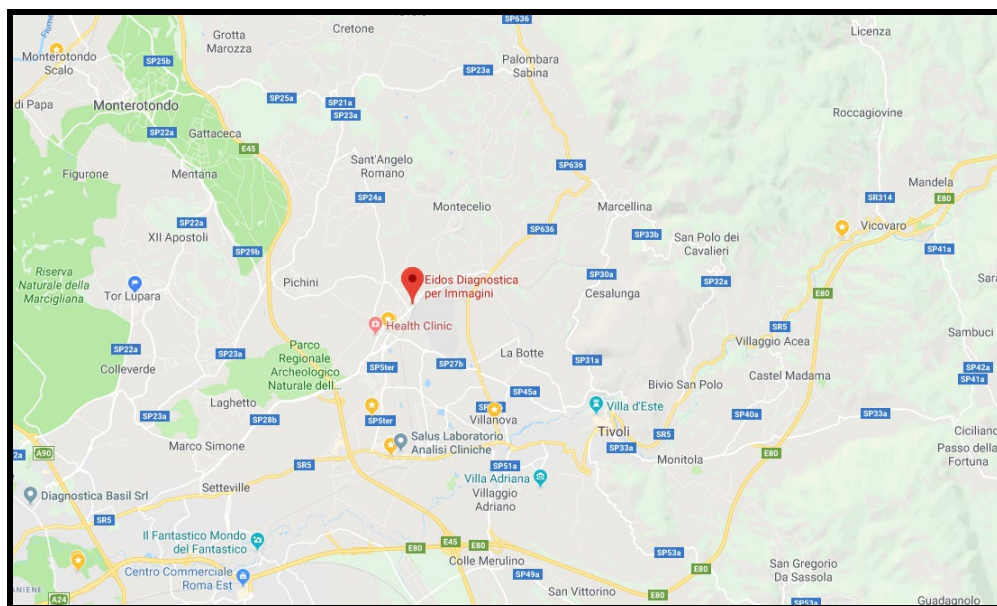 SP636
Cretone
Licenza
Grotta
Marozza
Monterotondo
Scalo
SP25b
Palombara
Sabina
SP23a
di Papa
Monterotondo
SP25a
SP21a
SP23a
Roccagiovine
SP22a
Gattaceca
E45
Sant'Angelo
Romano
SP636
Figurone
Mentana
SP24a
Mandela
SR314
E80
Montecelio
Marcellina
SP22a
XII Apostoli
SP636
SP33b
San Polo dei
Cavalieri
Vicovaro
SP41a
SP29b
Riserva
Naturale della
Marcigliana
Pichini
Eidos Diagnostica
per Immagini
SP30a
Cesalunga
SP32a
E80
Tor Lupara
Health Clinic
SR5
Villaggio Acea
Sambuci
SP22a
Colleverde
SP23a
Parco
Regionale
Archeologico
Naturale dell...
SP5ter
SP27b
La Botte
SP31a
SP42a
SP41a
Castel Madama
Bivio San Polo
SP45a
Laghetto
SP23a
SP28b
SP5ter
Villanova
Villa d'Este
SP40a
SP33a
Tivoli
SR5
Ciciliano
Marco Simone
Salus Laboratorio
Analisi Cliniche
SP33a
Monitola
E80
Passo della
Fortuna
A90
SR5
SP51a
Setteville
Villa Adriana
Villaggio
Adriano
Diagnostica Basil Srl
SR5
Il Fantastico Mondo
del Fantastico
E80
E45
E80
Colle Merulino
SP53a
E80
San Gregorio
Da Sassola
Centro Commerciale
Roma Est
SP49a
San Vittorino
A24
SP53a
Guadagnolo